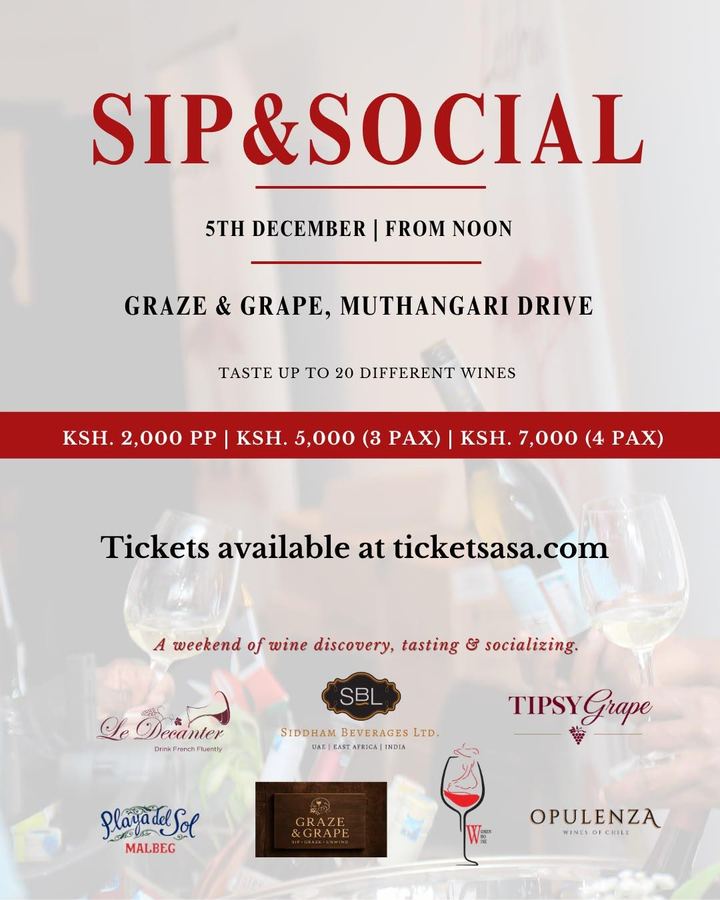 SIP&SOCIAL
5TH DECEMBER | FROM NOON
GRAZE & GRAPE, MUTHANGARI DRIVE
TASTE UP TO 20 DIFFERENT WINES
KSH. 2,000 PP | KSH. 5,000 (3 PAX) | KSH. 7,000 (4 PAX)
Tickets available at ticketsasa.com
A weekend of wine discovery, tasting & socializing.
Le Decanter
Drink French Fluently
SBL
SIDDHAM BEVERAGES LTD.
UAE | EAST AFRICA | INDIA
TIPSY Grape
Playa del Sol
MALBEC
GRAZE
& GRAPE
SIP · GRAZE · UNWIND
W
OPULENZA
WINES OF CHILE